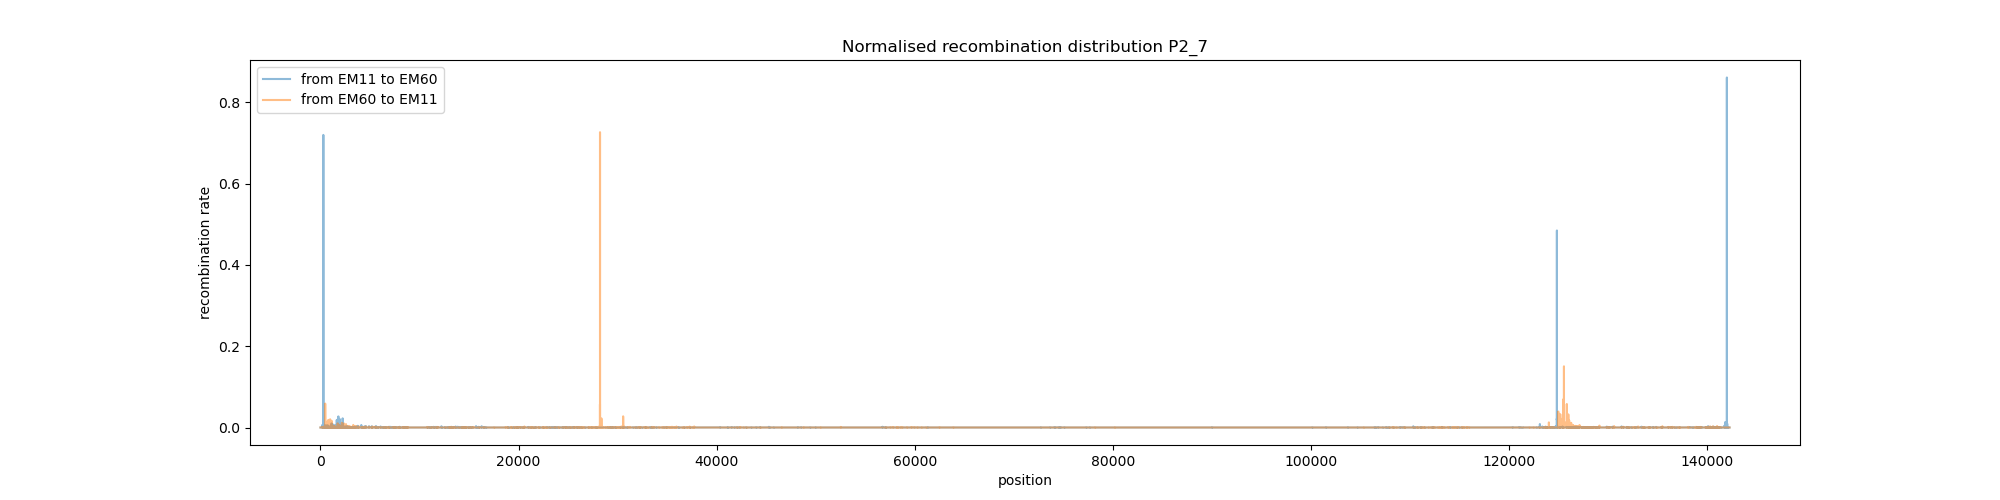 Normalised recombination distribution P2_7
from EM11 to EM60
from EM60 to EM11
recombination rate
0.8
0.6
0.4
0.2
0.0
0 20000 40000 60000 80000 100000 120000 140000
position